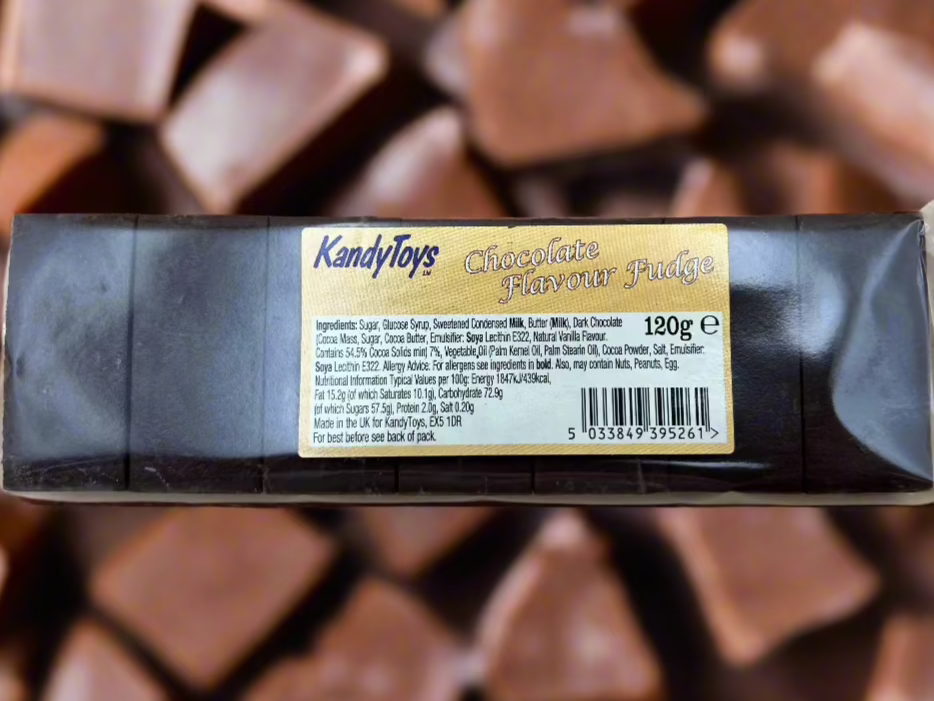 KandyToys
LM
Chocolate
Flavour Fudge
Ingredients: Sugar, Glucose Syrup, Sweetened Condensed Milk, Butter (Milk), Dark Chocolate
(Cocoa Mass, Sugar, Cocoa Butter, Emulsifier: Soya Lecithin E322, Natural Vanilla Flavour.
Contains 54.5% Cocoa Solids min) 7%, Vegetable Oil (Palm Kernel Oil, Palm Stearin Oil), Cocoa Powder, Salt, Emulsifier:
Soya Lecithin E322. Allergy Advice: For allergens see ingredients in bold. Also, may contain Nuts, Peanuts, Egg.
Nutritional Information Typical Values per 100g: Energy 1847kJ/439kcal,
Fat 15.2g (of which Saturates 10.1g), Carbohydrate 72.9g
(of which Sugars 57.5g), Protein 2.0g, Salt 0.20g
Made in the UK for KandyToys, EX5 1DR
For best before see back of pack.
120g ℮
5 033849 395261 >